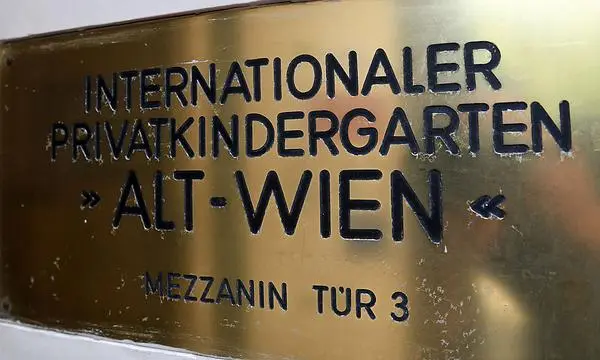 INTERNATIONALER
PRIVATKINDERGARTEN
» ALT-WIEN «
MEZZANIN TÜR 3